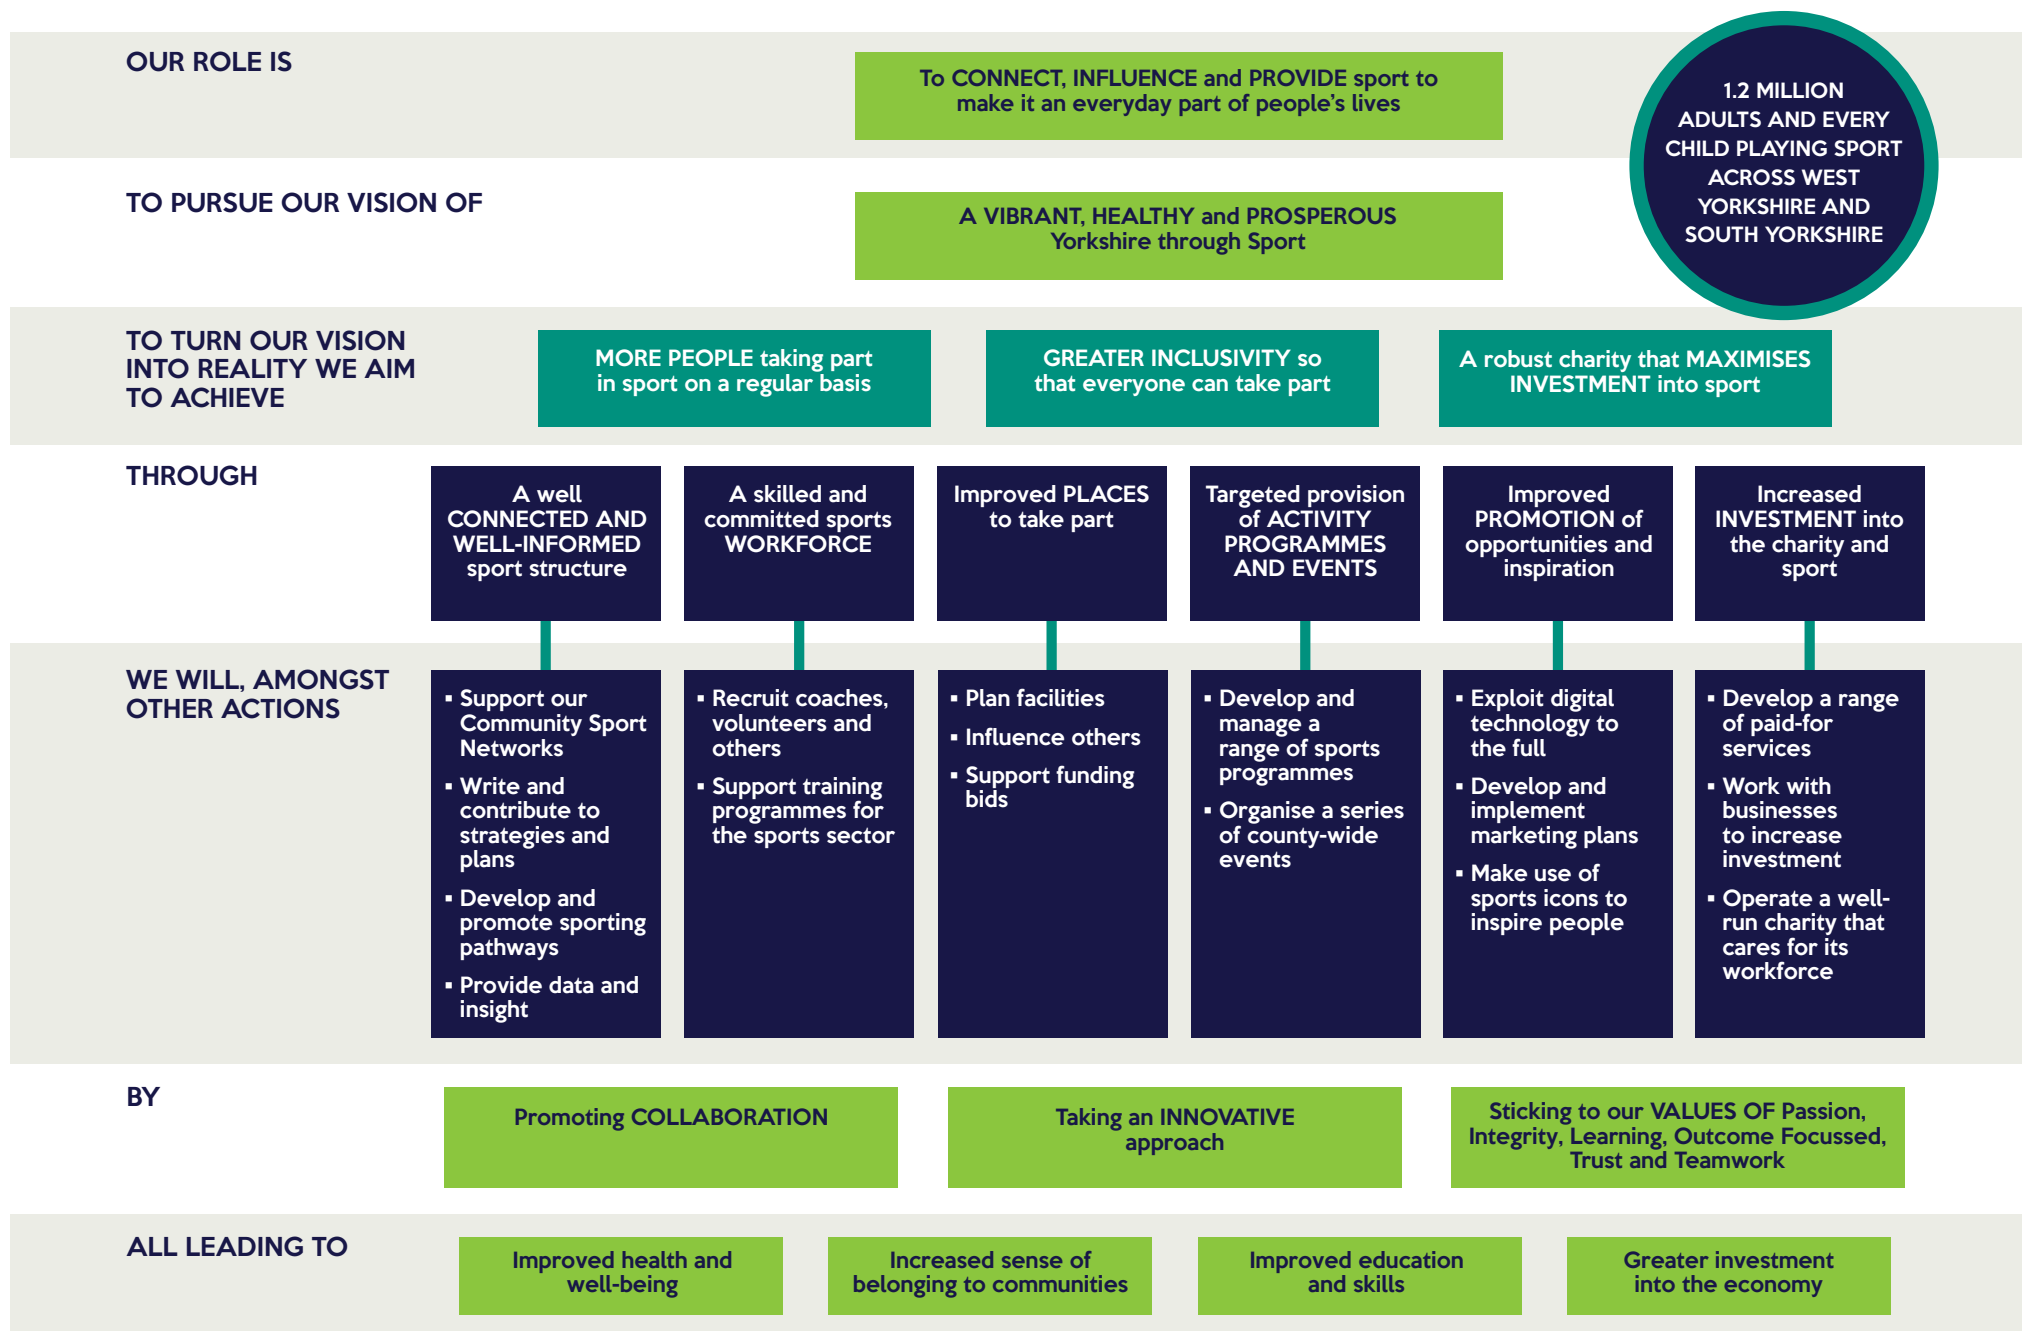 OUR ROLE IS
To CONNECT, INFLUENCE and PROVIDE sport to
make it an everyday part of people's lives
1.2 MILLION
ADULTS AND EVERY
CHILD PLAYING SPORT
ACROSS WEST
YORKSHIRE AND
SOUTH YORKSHIRE
TO PURSUE OUR VISION OF
A VIBRANT, HEALTHY and PROSPEROUS
Yorkshire through Sport
TO TURN OUR VISION
INTO REALITY WE AIM
TO ACHIEVE
MORE PEOPLE taking part
in sport on a regular basis
GREATER INCLUSIVITY so
that everyone can take part
A robust charity that MAXIMISES
INVESTMENT into sport
THROUGH
A well
CONNECTED AND
WELL-INFORMED
sport structure
A skilled and
committed sports
WORKFORCE
Improved PLACES
to take part
Targeted provision
of ACTIVITY
PROGRAMMES
AND EVENTS
Improved
PROMOTION of
opportunities and
inspiration
Increased
INVESTMENT into
the charity and
sport
WE WILL, AMONGST
OTHER ACTIONS
▪ Support our
Community Sport
Networks
▪ Write and
contribute to
strategies and
plans
▪ Develop and
promote sporting
pathways
▪ Provide data and
insight
▪ Recruit coaches,
volunteers and
others
▪ Support training
programmes for
the sports sector
▪ Plan facilities
▪ Influence others
▪ Support funding
bids
▪ Develop and
manage a
range of sports
programmes
▪ Organise a series
of county-wide
events
▪ Exploit digital
technology to
the full
▪ Develop and
implement
marketing plans
▪ Make use of
sports icons to
inspire people
▪ Develop a range
of paid-for
services
▪ Work with
businesses
to increase
investment
▪ Operate a well-
run charity that
cares for its
workforce
BY
Promoting COLLABORATION
Taking an INNOVATIVE
approach
Sticking to our VALUES OF Passion,
Integrity, Learning, Outcome Focussed,
Trust and Teamwork
ALL LEADING TO
Improved health and
well-being
Increased sense of
belonging to communities
Improved education
and skills
Greater investment
into the economy